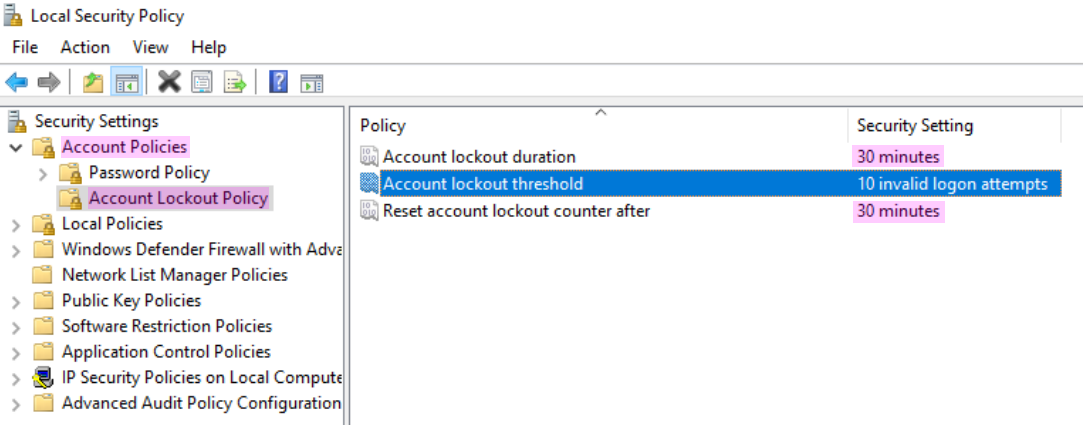 Local Security Policy
File Action View Help
Security Settings
Account Policies
Password Policy
Account Lockout Policy
Local Policies
Windows Defender Firewall with Adva
Network List Manager Policies
Public Key Policies
Software Restriction Policies
Application Control Policies
IP Security Policies on Local Compute
Advanced Audit Policy Configuration
Policy Security Setting
Account lockout duration 30 minutes
Account lockout threshold 10 invalid logon attempts
Reset account lockout counter after 30 minutes